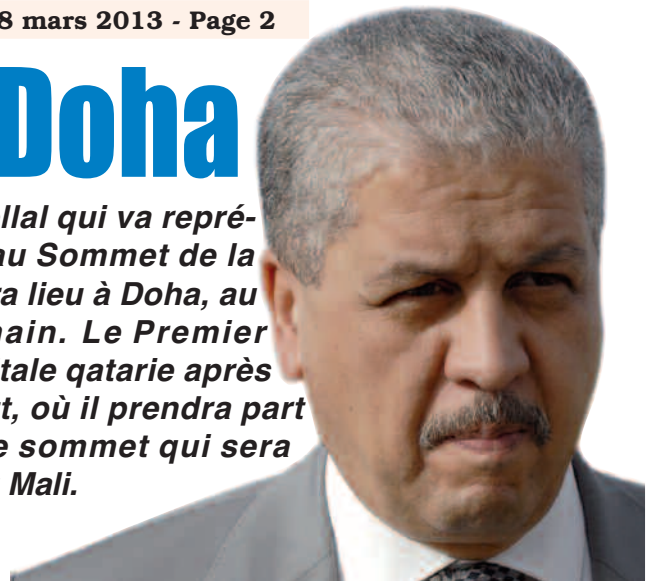 8 mars 2013 - Page 2
Doha
llal qui va repré-
au Sommet de la
a lieu à Doha, au
ain. Le Premier
tale qatarie après
t, où il prendra part
e sommet qui sera
Mali.